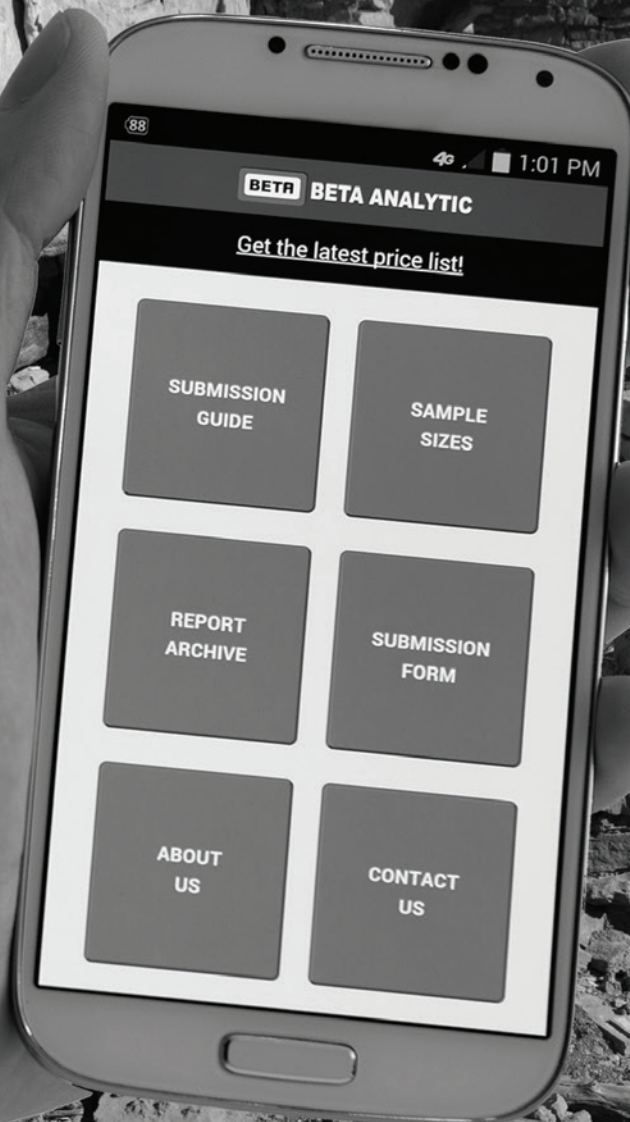 88
4G 1:01 PM
BETA BETA ANALYTIC
Get the latest price list!
SUBMISSION
GUIDE
SAMPLE
SIZES
REPORT
ARCHIVE
SUBMISSION
FORM
ABOUT
US
CONTACT
US